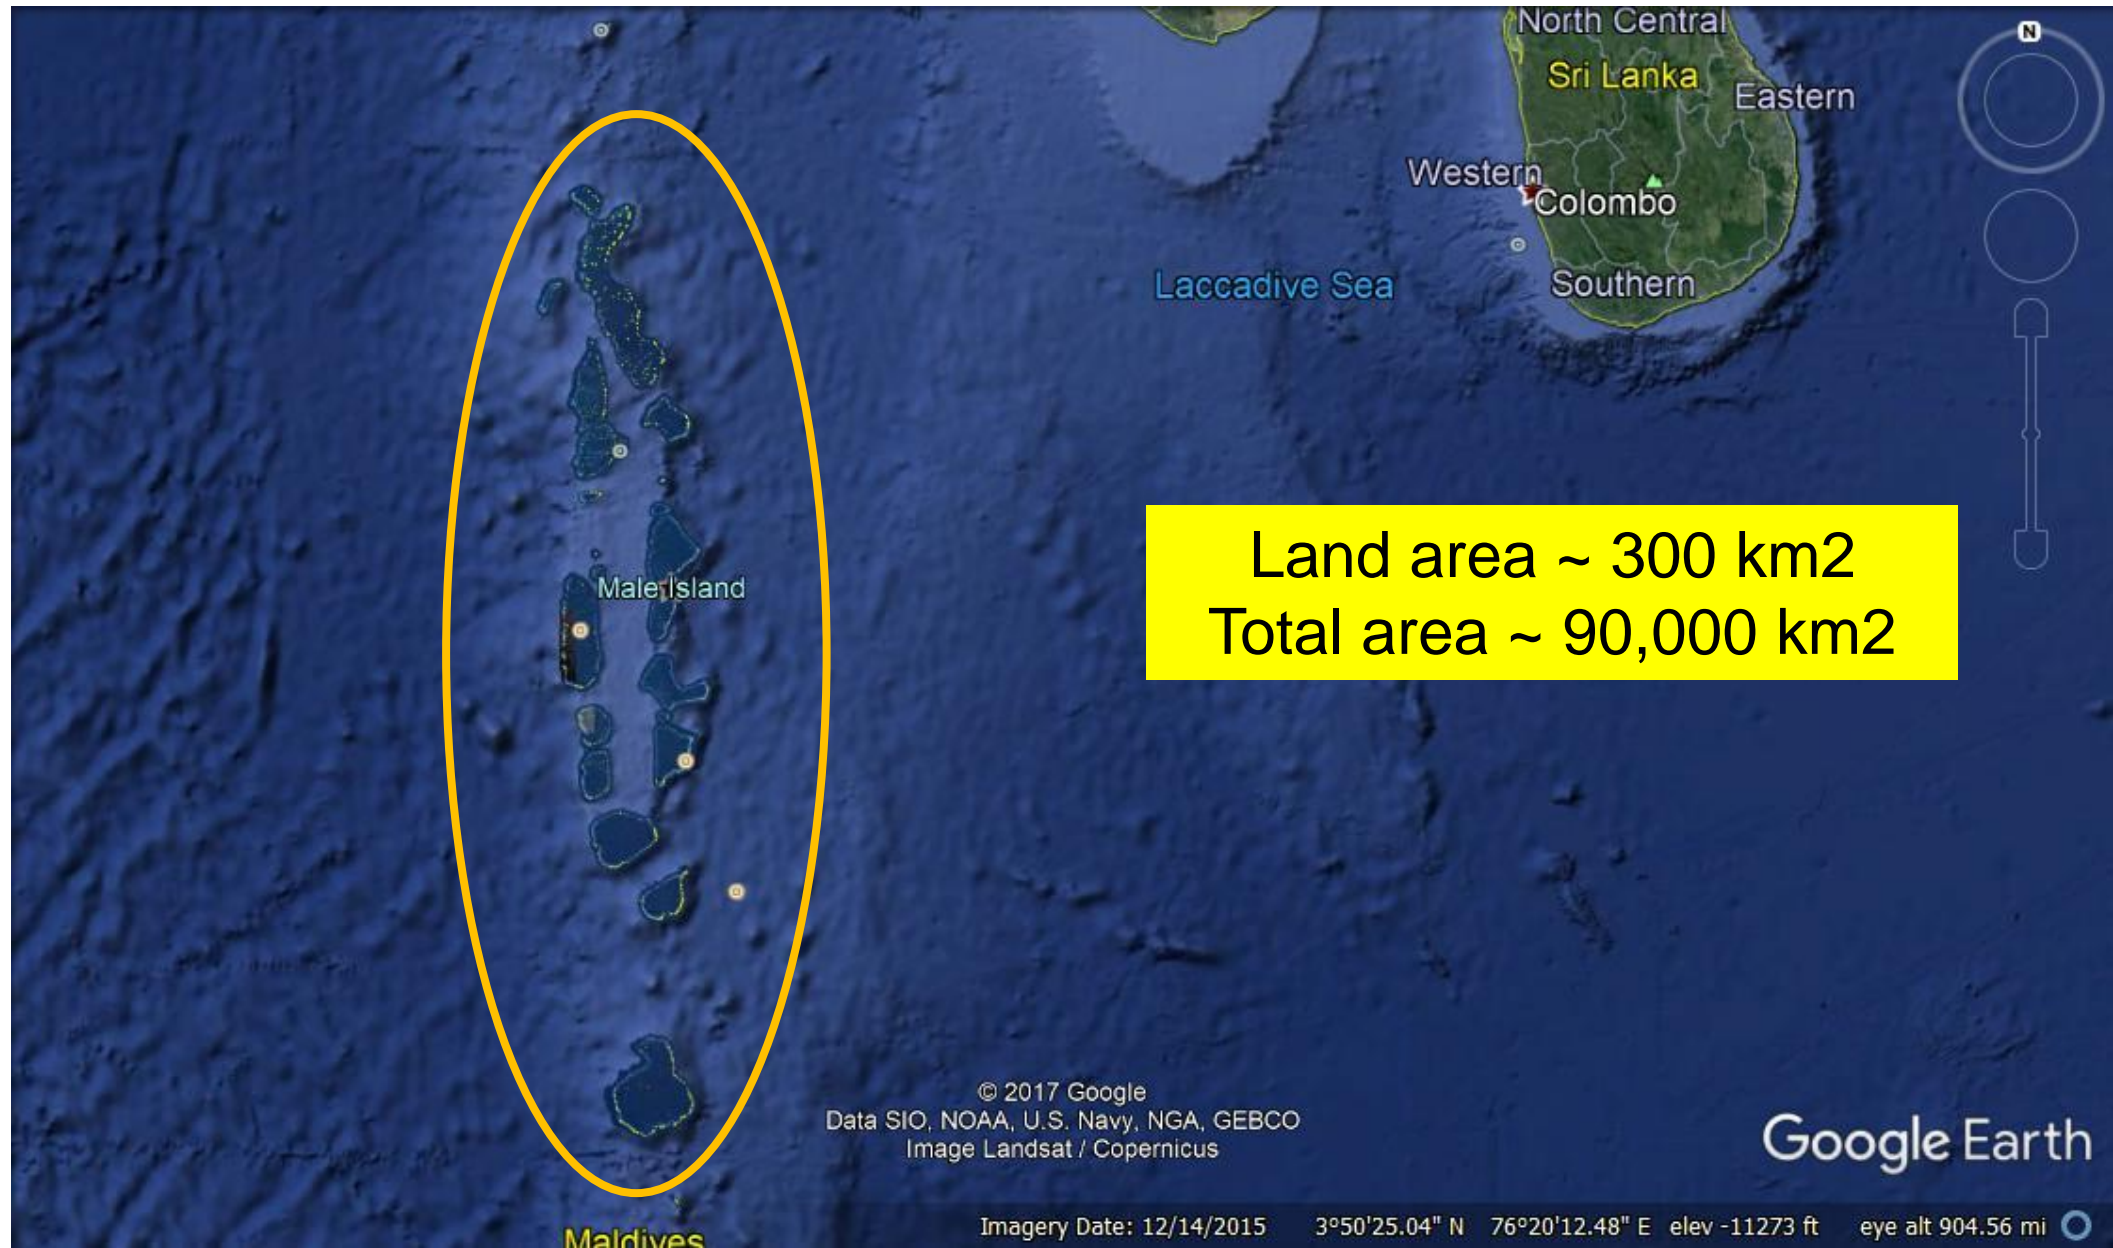 N
North Central
Sri Lanka
Eastern
Western
Colombo
Laccadive Sea
Southern
Land area ~ 300 km2
Total area ~ 90,000 km2
Male Island
© 2017 Google
Data SIO, NOAA, U.S. Navy, NGA, GEBCO
Image Landsat / Copernicus
Google Earth
Imagery Date: 12/14/2015 3°50'25.04" N 76°20'12.48" E elev -11273 ft eye alt 904.56 mi
Maldives